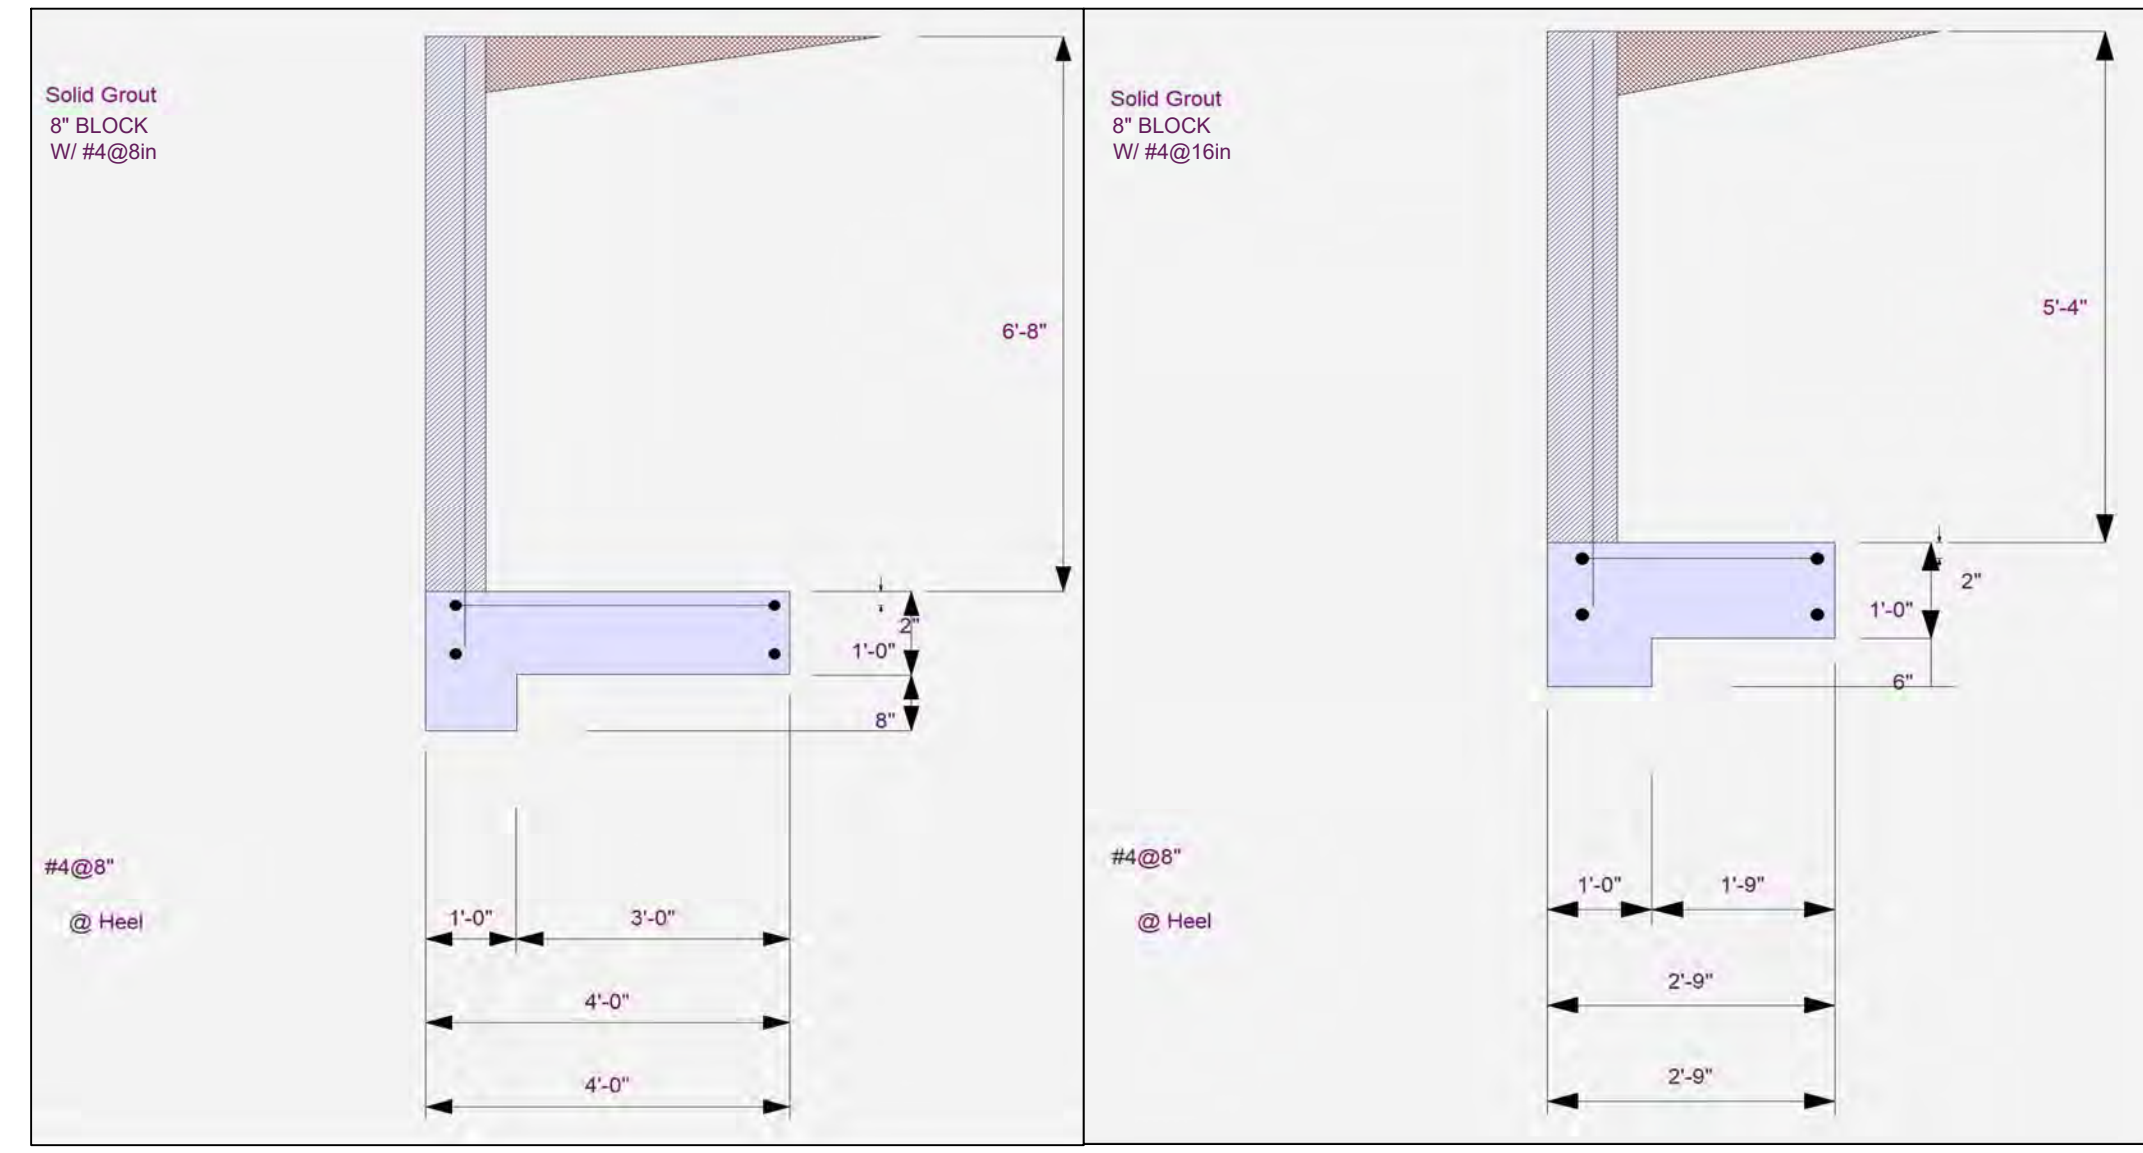 Solid Grout
8" BLOCK
W/ #4@8in
6'-8"
2"
1'-0"
8"
#4@8"
@ Heel
1'-0"
3'-0"
4'-0"
4'-0"
Solid Grout
8" BLOCK
W/ #4@16in
5'-4"
2"
1'-0"
6"
#4@8"
@ Heel
1'-0"
1'-9"
2'-9"
2'-9"